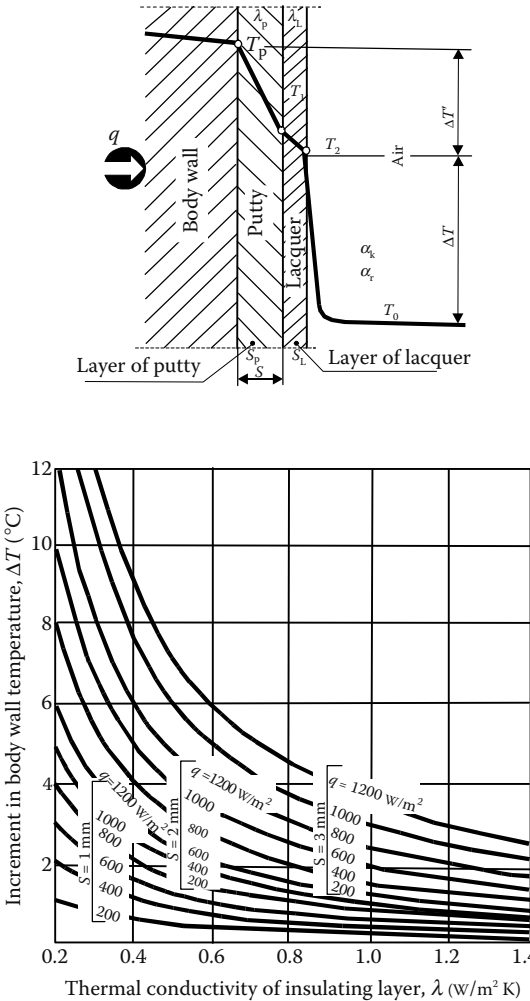 λp λL
Tp
T1
T2
ΔT'
q
Body wall
Putty
Lacquer
Air
ΔT
αk
αr
T0
Sp SL
Layer of putty
Layer of lacquer
S
Increment in body wall temperature, ΔT (°C)
12
10
8
6
4
2
S = 1 mm
q=1200 W/m²
1000
800
600
400
200
S = 2 mm
q =1200 W/m²
1000
800
600
400
200
S = 3 mm
q = 1200 W/m²
1000
800
600
400
200
0.2 0.4 0.6 0.8 1.0 1.2 1.4
Thermal conductivity of insulating layer, λ (W/m² K)